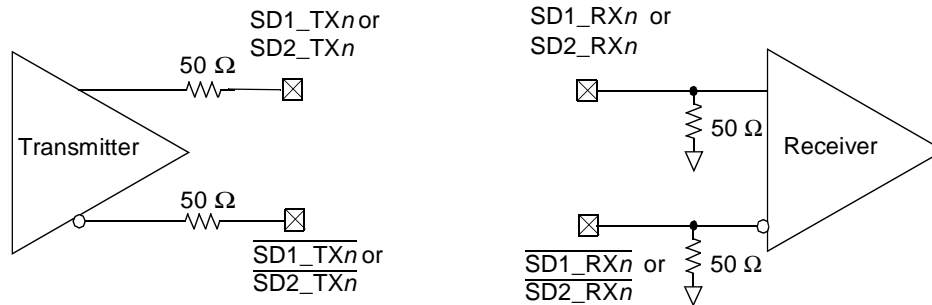 SD1_TXn or
SD2_TXn
50 Ω
Transmitter
50 Ω
SD1_TXn or
SD2_TXn
SD1_RXn or
SD2_RXn
50 Ω
Receiver
SD1_RXn or
SD2_RXn
50 Ω